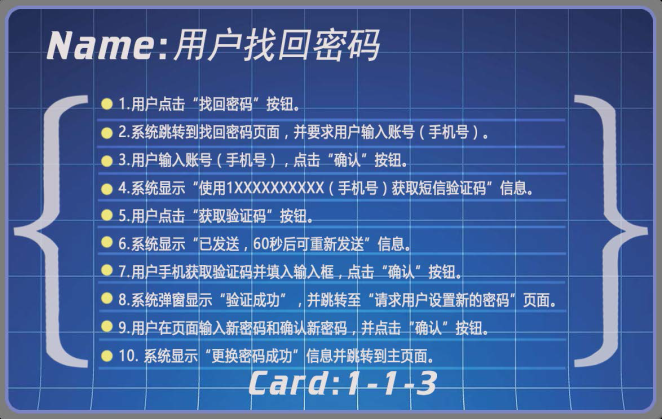 Name:用户找回密码
1.用户点击“找回密码”按钮。
2.系统跳转到找回密码页面，并要求用户输入账号（手机号）。
3.用户输入账号（手机号），点击“确认”按钮。
4.系统显示“使用1XXXXXXXXXX（手机号）获取短信验证码”信息。
5.用户点击“获取验证码”按钮。
6.系统显示“已发送，60秒后可重新发送”信息。
7.用户手机获取验证码并填入输入框，点击“确认”按钮。
8.系统弹窗显示“验证成功”，并跳转至“请求用户设置新的密码”页面。
9.用户在页面输入新密码和确认新密码，并点击“确认”按钮。
10. 系统显示“更换密码成功”信息并跳转到主页面。
Card:1-1-3